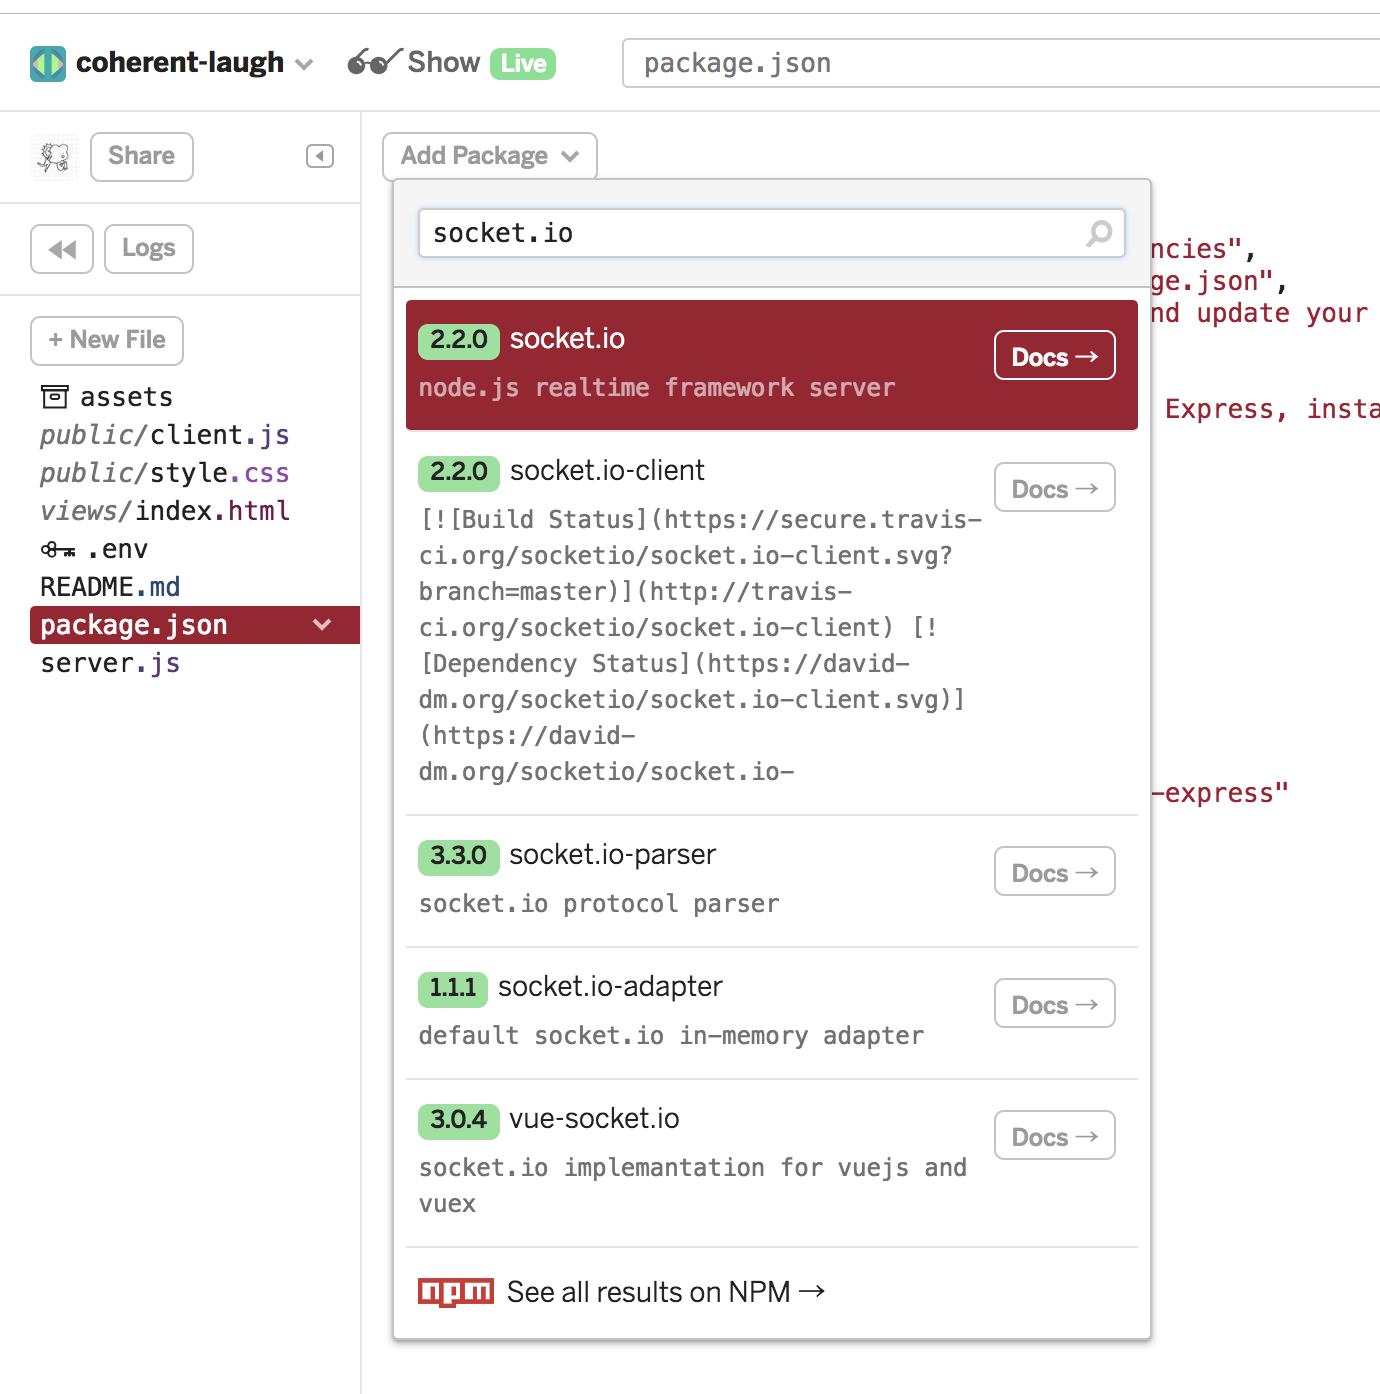 coherent-laugh Show Live package.json
Share
Add Package
socket.io
Logs
+ New File
assets
public/client.js
public/style.css
views/index.html
.env
README.md
package.json
server.js
2.2.0 socket.io
Docs →
node.js realtime framework server
2.2.0 socket.io-client
Docs →
[![Build Status](https://secure.travis-
ci.org/socketio/socket.io-client.svg?
branch=master)](http://travis-
ci.org/socketio/socket.io-client) [!
[Dependency Status](https://david-
dm.org/socketio/socket.io-client.svg)]
(https://david-
dm.org/socketio/socket.io-
3.3.0 socket.io-parser
Docs →
socket.io protocol parser
1.1.1 socket.io-adapter
Docs →
default socket.io in-memory adapter
3.0.4 vue-socket.io
Docs →
socket.io implemantation for vuejs and
vuex
npm See all results on NPM →
ncies",
ge.json",
nd update your
Express, insta
-express"